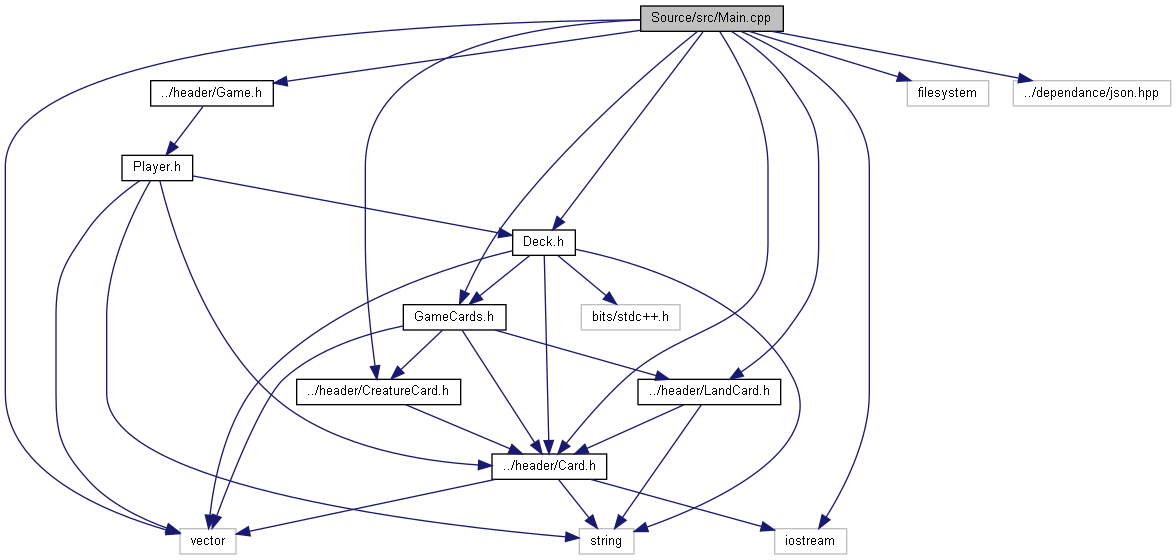 Source/src/Main.cpp
../header/Game.h
filesystem
../dependance/json.hpp
Player.h
Deck.h
GameCards.h
bits/stdc++.h
../header/CreatureCard.h
../header/LandCard.h
../header/Card.h
vector
string
iostream